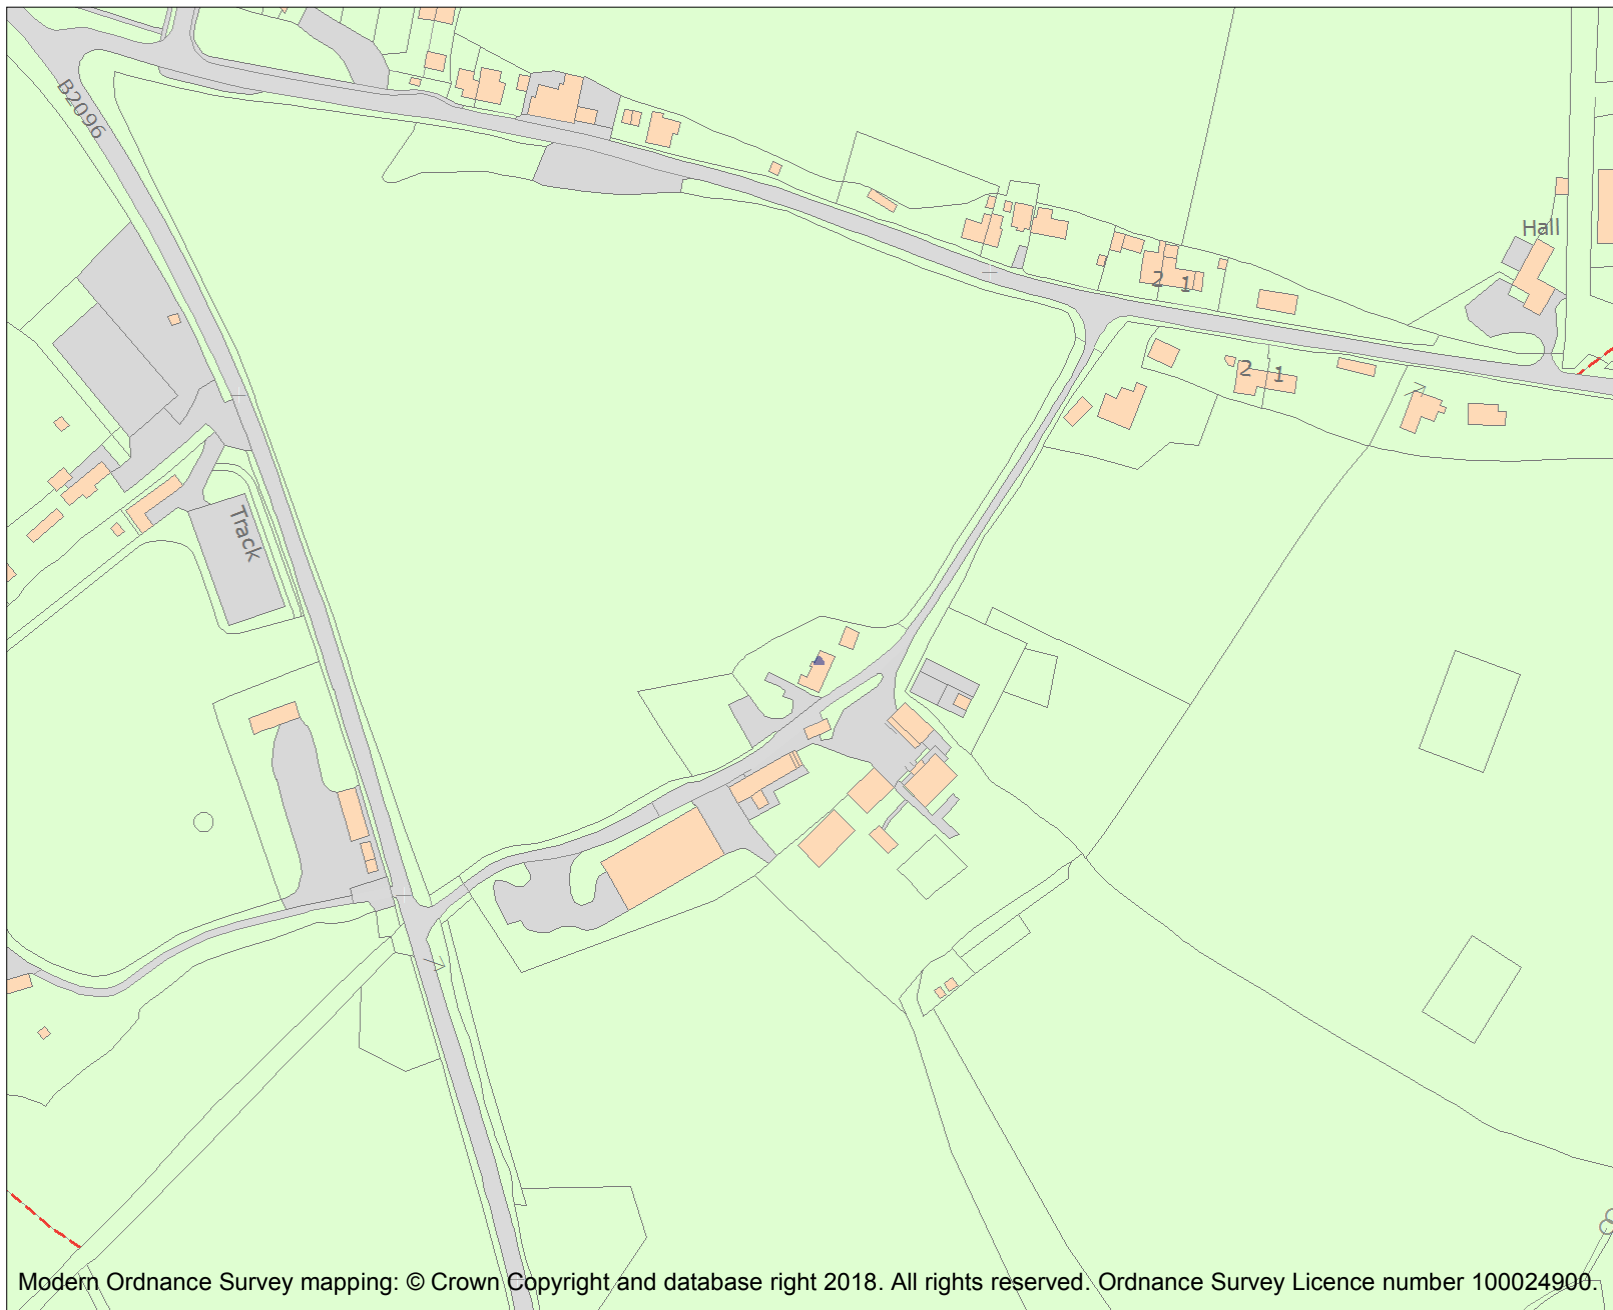 B2096
Hall
2 1
2 1
Track
Modern Ordnance Survey mapping: © Crown Copyright and database right 2018. All rights reserved. Ordnance Survey Licence number 100024900.